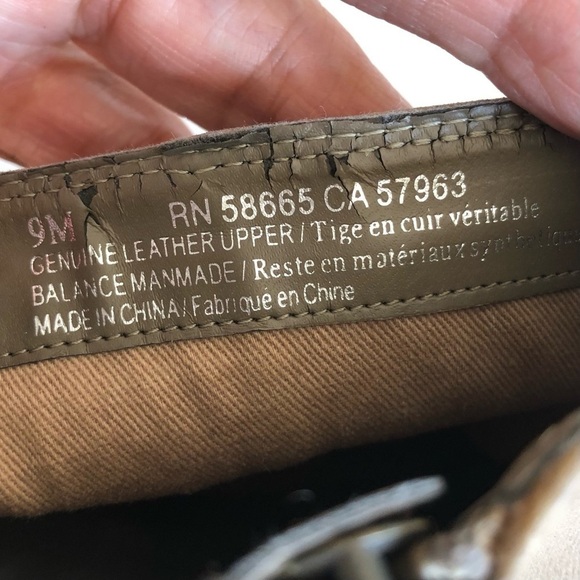 9M RN 58665 CA 57963
GENUINE LEATHER UPPER / Tige en cuir véritable
BALANCE MANMADE / Reste en matériaux synthétiques
MADE IN CHINA / Fabriqué en Chine